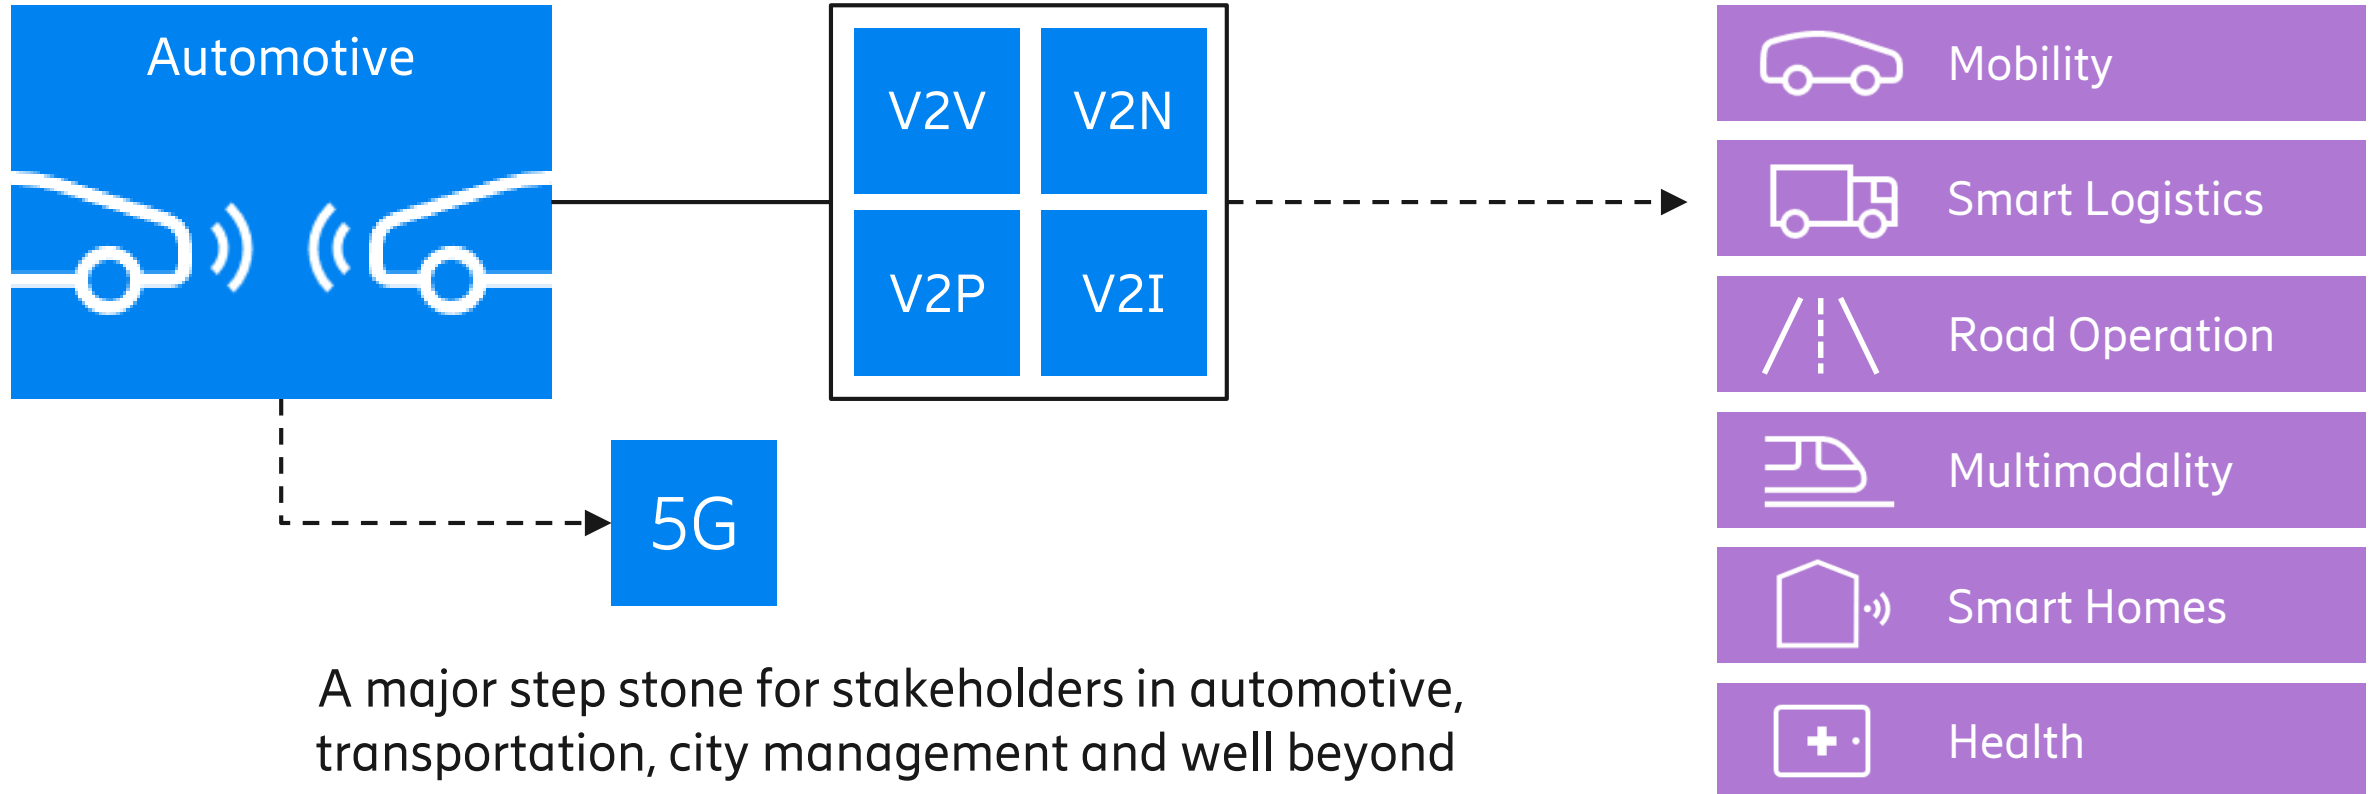 Automotive
V2V
V2N
V2P
V2I
5G
A major step stone for stakeholders in automotive,
transportation, city management and well beyond
Mobility
Smart Logistics
Road Operation
Multimodality
Smart Homes
Health